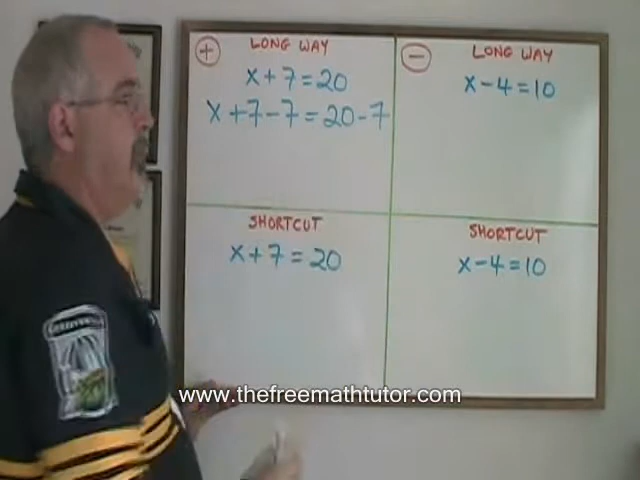 + LONG WAY
x + 7 = 20
x + 7 - 7 = 20 - 7
- LONG WAY
x - 4 = 10
SHORTCUT
x + 7 = 20
SHORTCUT
x - 4 = 10
www.thefreemathtutor.com